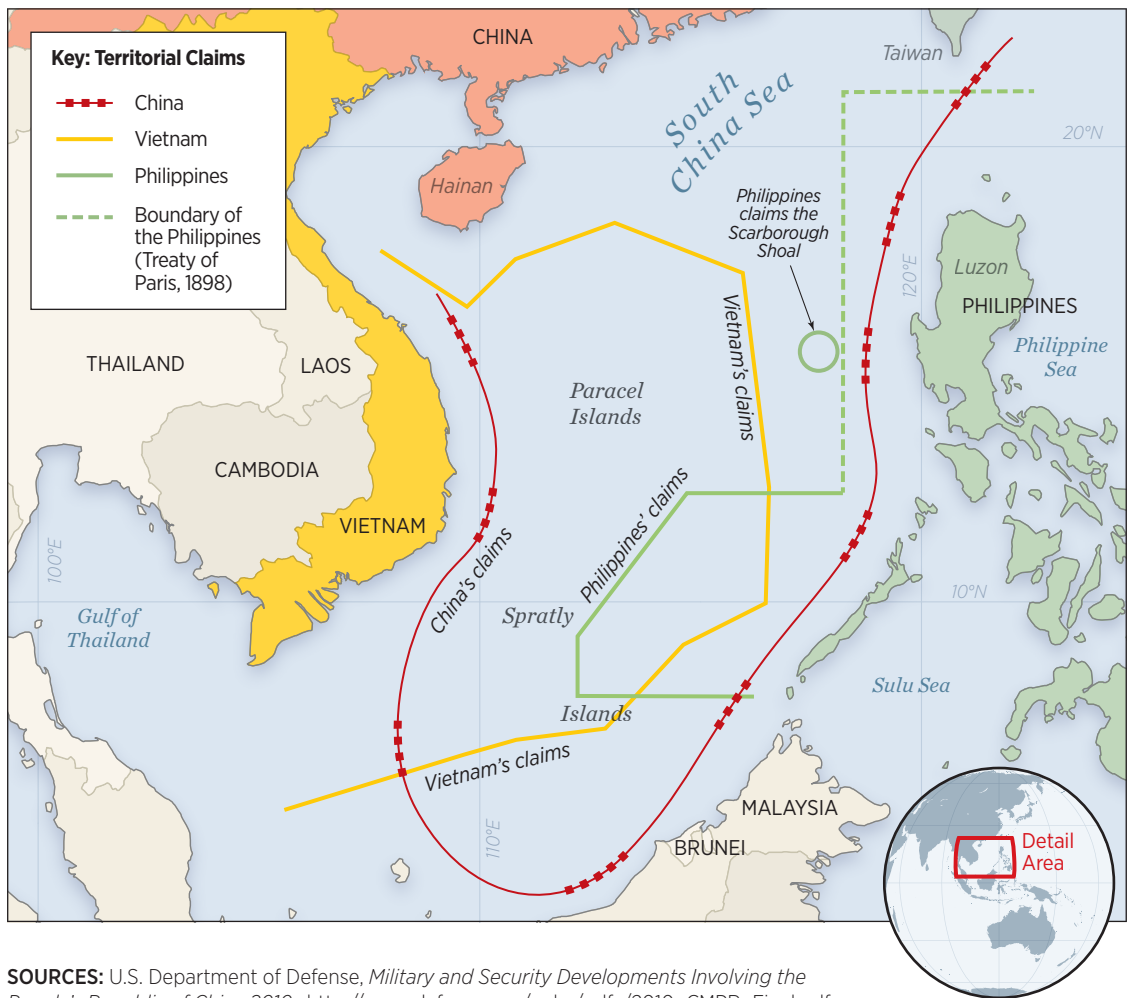 Key: Territorial Claims
China
Vietnam
Philippines
Boundary of
the Philippines
(Treaty of
Paris, 1898)
CHINA
Taiwan
South
China Sea
20°N
Hainan
Philippines
claims the
Scarborough
Shoal
120°E
Luzon
PHILIPPINES
Philippine
Sea
THAILAND
LAOS
Vietnam's claims
Paracel
Islands
CAMBODIA
VIETNAM
Philippines' claims
China's claims
100°E
10°N
Gulf of
Thailand
Spratly
Islands
Sulu Sea
Vietnam's claims
110°E
MALAYSIA
BRUNEI
Detail
Area
SOURCES: U.S. Department of Defense, Military and Security Developments Involving the